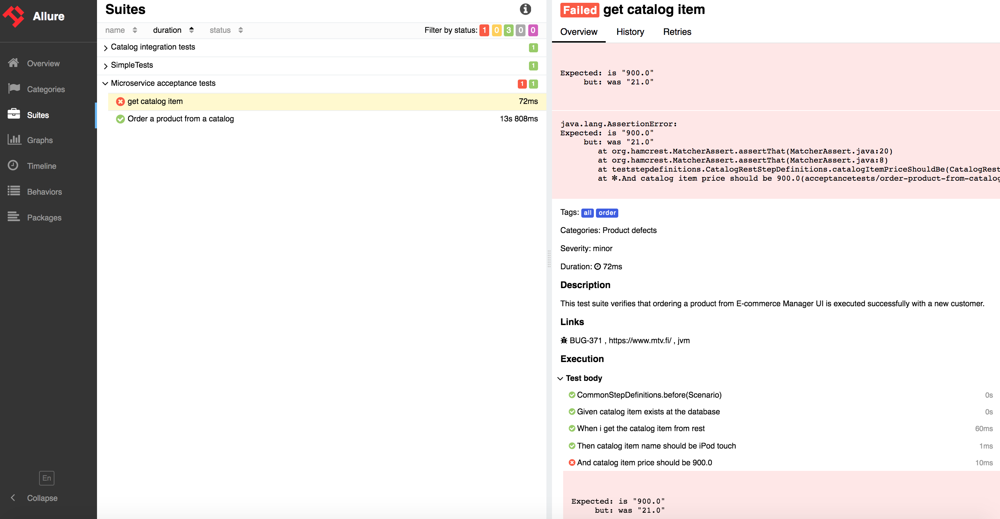 Allure
Overview
Categories
Suites
Graphs
Timeline
Behaviors
Packages
En
Collapse
Suites
name duration status Filter by status: 1 0 3 0 0
Catalog integration tests 1
SimpleTests 1
Microservice acceptance tests 1 1
get catalog item 72ms
Order a product from a catalog 13s 808ms
Failed get catalog item
Overview History Retries
Expected: is "900.0"
but: was "21.0"
java.lang.AssertionError:
Expected: is "900.0"
but: was "21.0"
at org.hamcrest.MatcherAssert.assertThat(MatcherAssert.java:20)
at org.hamcrest.MatcherAssert.assertThat(MatcherAssert.java:8)
at teststepdefinitions.CatalogRestStepDefinitions.catalogItemPriceShouldBe(CatalogRest
at ✻.And catalog item price should be 900.0(acceptancetests/order-product-from-catalog
Tags: all order
Categories: Product defects
Severity: minor
Duration: 72ms
Description
This test suite verifies that ordering a product from E-commerce Manager UI is executed successfully with a new customer.
Links
BUG-371 , https://www.mtv.fi/ , jvm
Execution
Test body
CommonStepDefinitions.before(Scenario) 0s
Given catalog item exists at the database 0s
When i get the catalog item from rest 60ms
Then catalog item name should be iPod touch 1ms
And catalog item price should be 900.0 10ms
Expected: is "900.0"
but: was "21.0"